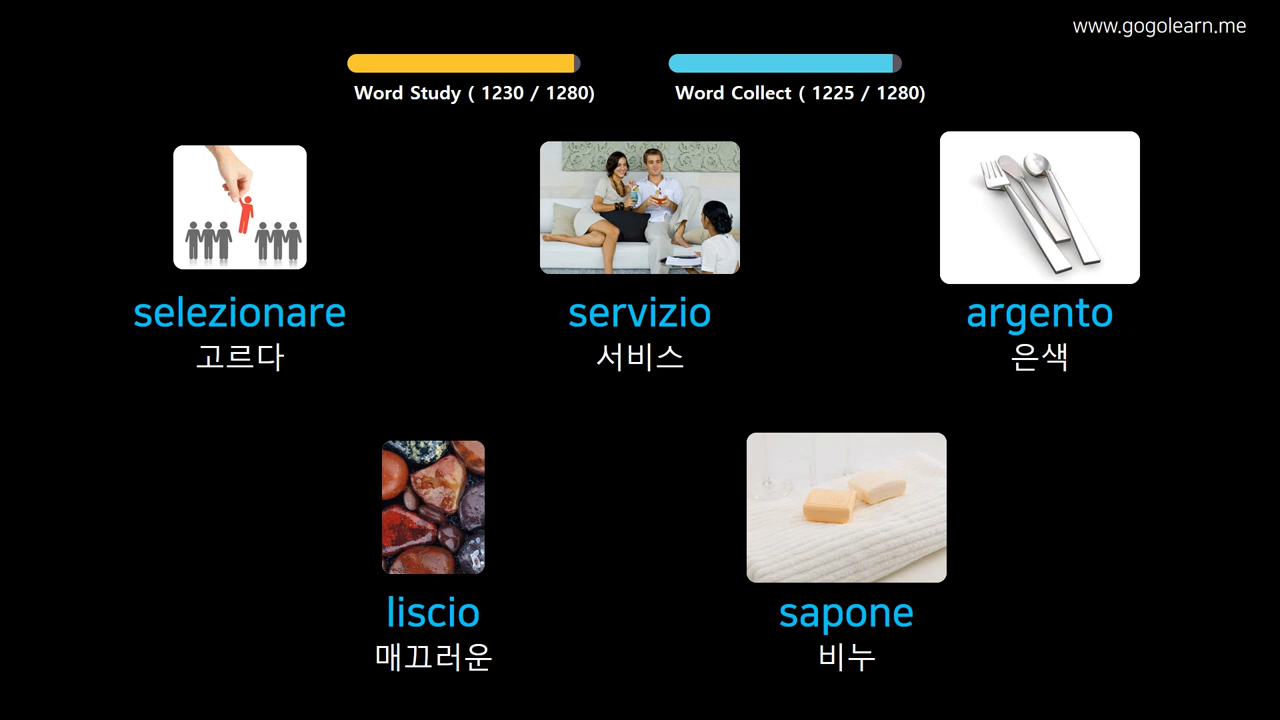 www.gogolearn.me
Word Study ( 1230 / 1280)
Word Collect ( 1225 / 1280)
selezionare
고르다
servizio
서비스
argento
은색
liscio
매끄러운
sapone
비누